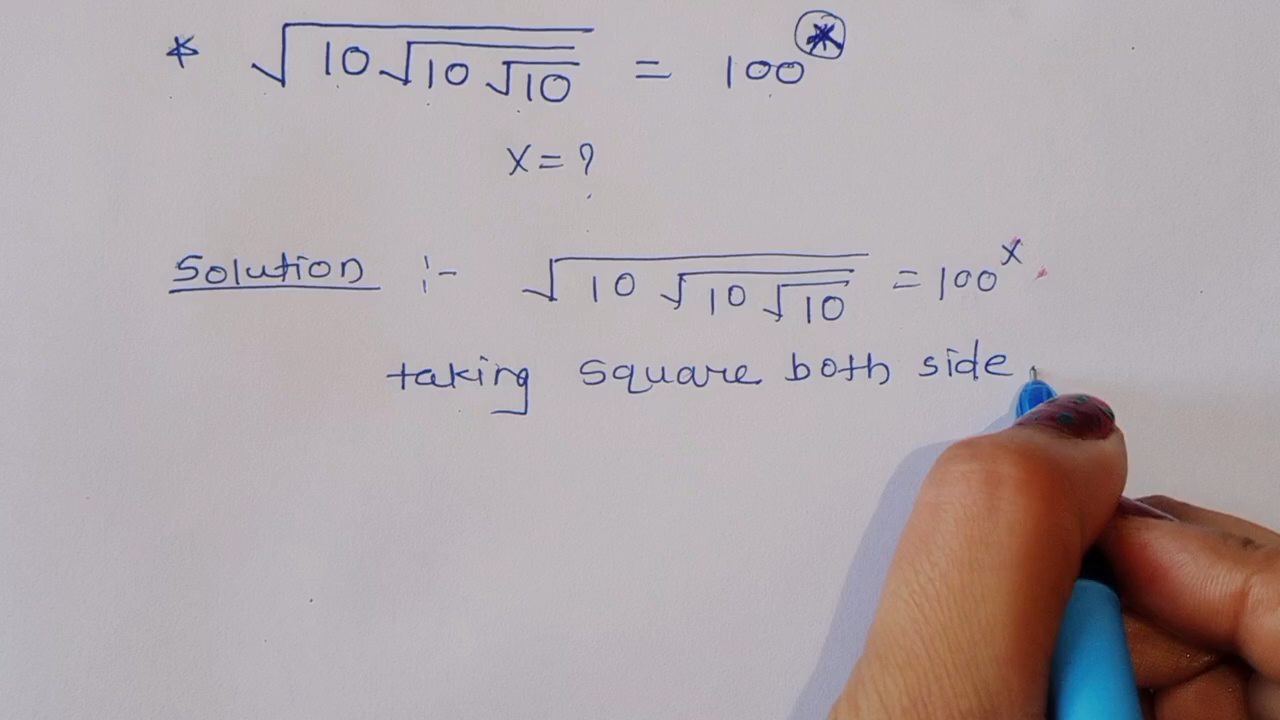 * √10√10√10 = 100^x
x = ?
Solution :- √10√10√10 = 100^x
taking square both side